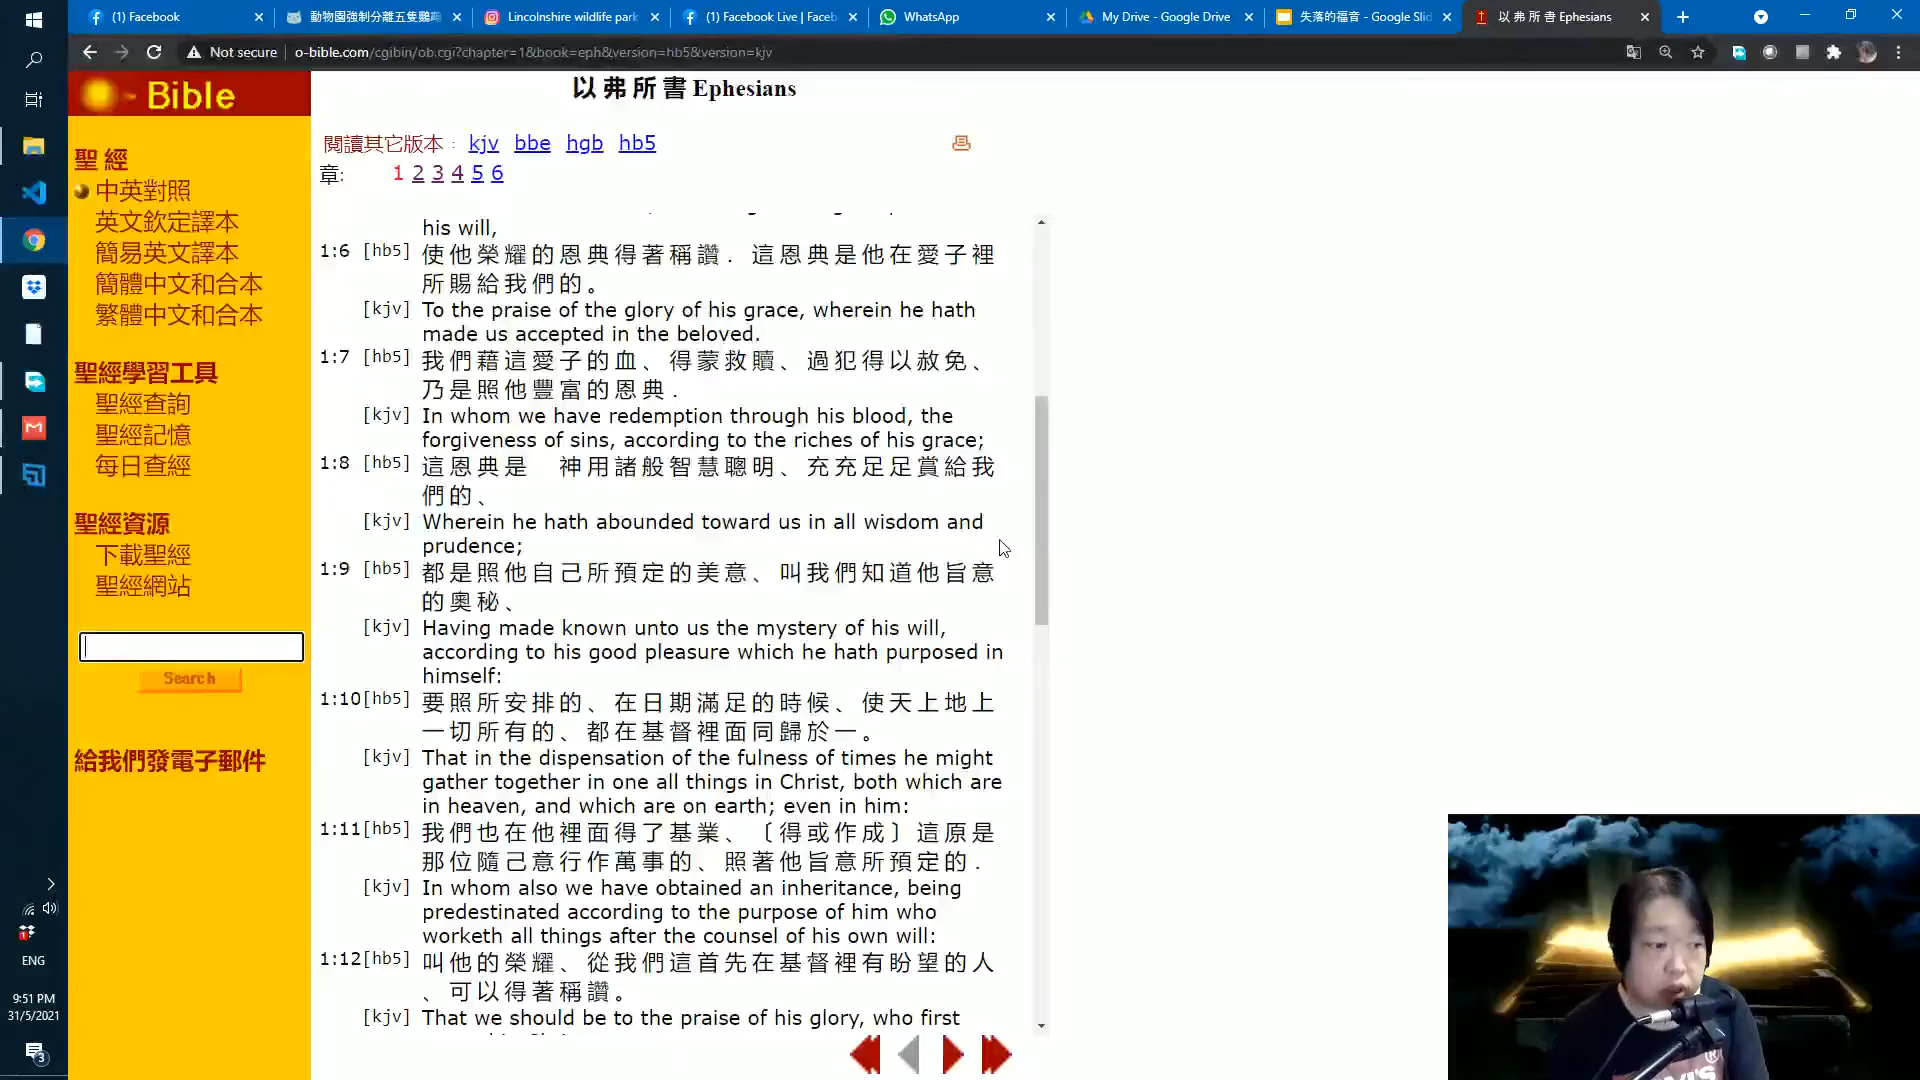 (1) Facebook
動物園強制分離五隻鸚
Lincolnshire wildlife park
(1) Facebook Live | Faceb
WhatsApp
My Drive - Google Drive
失落的福音 - Google Slid
以 弗 所 書 Ephesians
Not secure
o-bible.com/cgibin/ob.cgi?chapter=1&book=eph&version=hb5&version=kjv
- Bible
聖 經
中英對照
英文欽定譯本
簡易英文譯本
簡體中文和合本
繁體中文和合本
聖經學習工具
聖經查詢
聖經記憶
每日查經
聖經資源
下載聖經
聖經網站
Search
給我們發電子郵件
以 弗 所 書 Ephesians
閱讀其它版本 : kjv bbe hgb hb5
章: 1 2 3 4 5 6
his will,
1:6 [hb5] 使他榮耀的恩典得著稱讚．這恩典是他在愛子裡
所賜給我們的。
[kjv] To the praise of the glory of his grace, wherein he hath
made us accepted in the beloved.
1:7 [hb5] 我們藉這愛子的血、得蒙救贖、過犯得以赦免、
乃是照他豐富的恩典．
[kjv] In whom we have redemption through his blood, the
forgiveness of sins, according to the riches of his grace;
1:8 [hb5] 這恩典是　神用諸般智慧聰明、充充足足賞給我
們的、
[kjv] Wherein he hath abounded toward us in all wisdom and
prudence;
1:9 [hb5] 都是照他自己所預定的美意、叫我們知道他旨意
的奧秘、
[kjv] Having made known unto us the mystery of his will,
according to his good pleasure which he hath purposed in
himself:
1:10[hb5] 要照所安排的、在日期滿足的時候、使天上地上
一切所有的、都在基督裡面同歸於一。
[kjv] That in the dispensation of the fulness of times he might
gather together in one all things in Christ, both which are
in heaven, and which are on earth; even in him:
1:11[hb5] 我們也在他裡面得了基業、〔得或作成〕這原是
那位隨己意行作萬事的、照著他旨意所預定的．
[kjv] In whom also we have obtained an inheritance, being
predestinated according to the purpose of him who
worketh all things after the counsel of his own will:
1:12[hb5] 叫他的榮耀、從我們這首先在基督裡有盼望的人
、可以得著稱讚。
[kjv] That we should be to the praise of his glory, who first
ENG
9:51 PM
31/5/2021
3